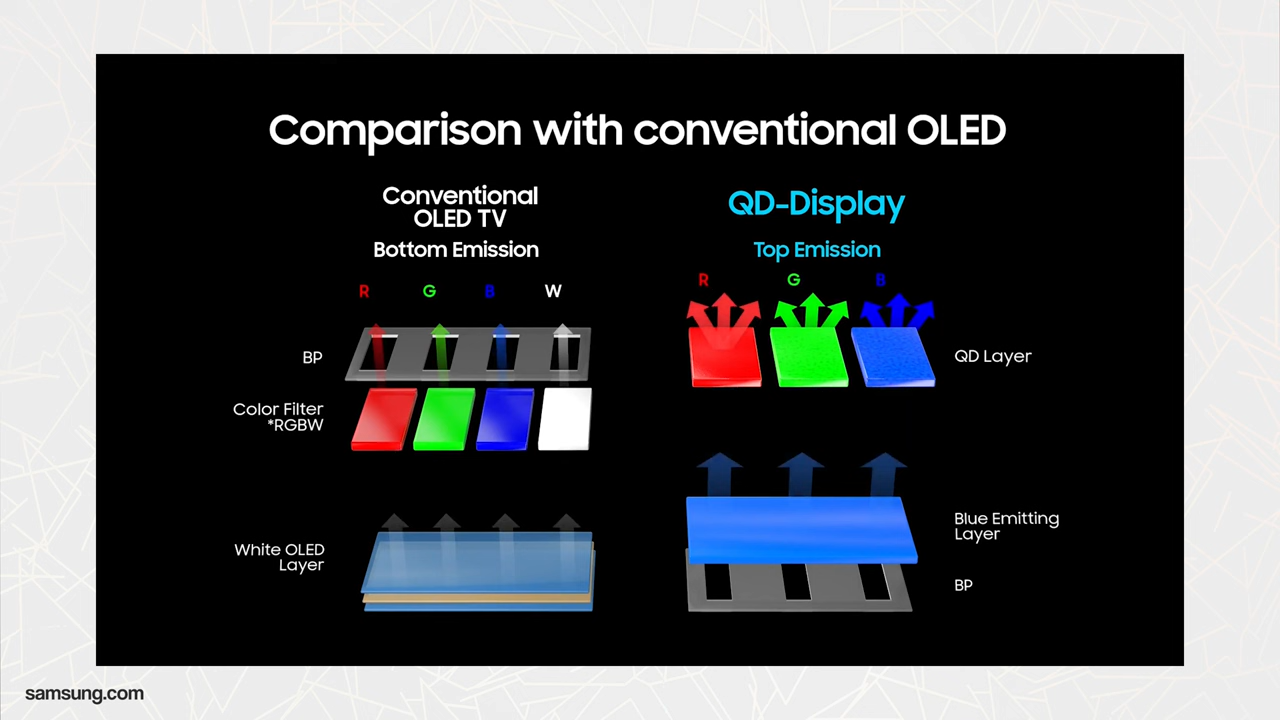 Comparison with conventional OLED
Conventional
OLED TV
Bottom Emission
R G B W
BP
Color Filter
*RGBW
White OLED
Layer
QD-Display
Top Emission
R G B
QD Layer
Blue Emitting
Layer
BP
samsung.com